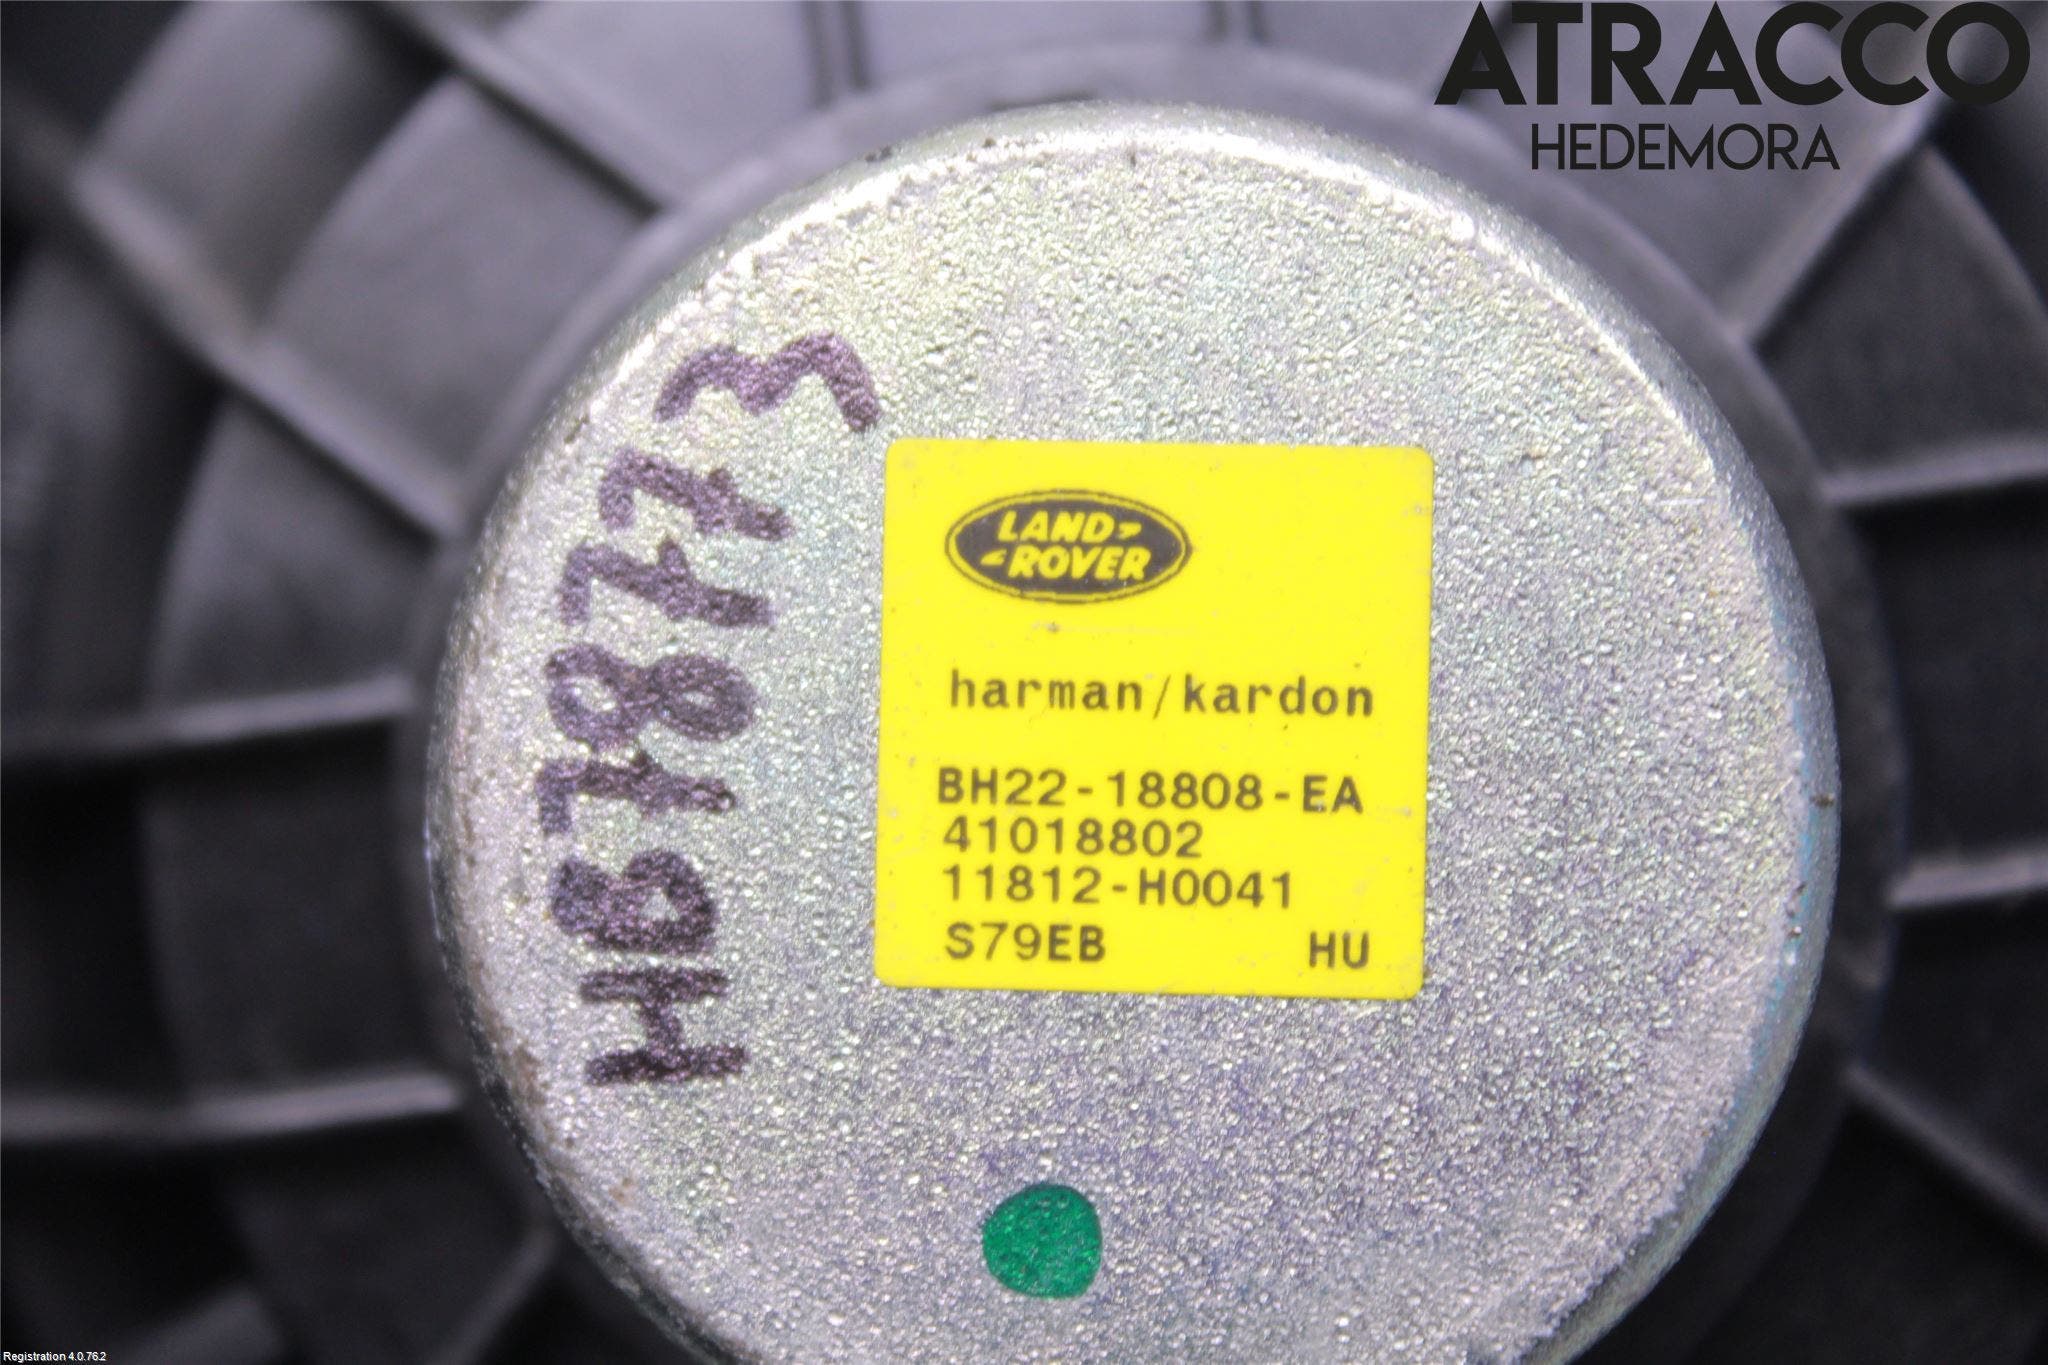 ATRACCO
HEDEMORA
H878773
LAND
ROVER
harman/kardon
BH22-18808-EA
41018802
11812-H0041
S79EB HU
Registration 4.0.76.2